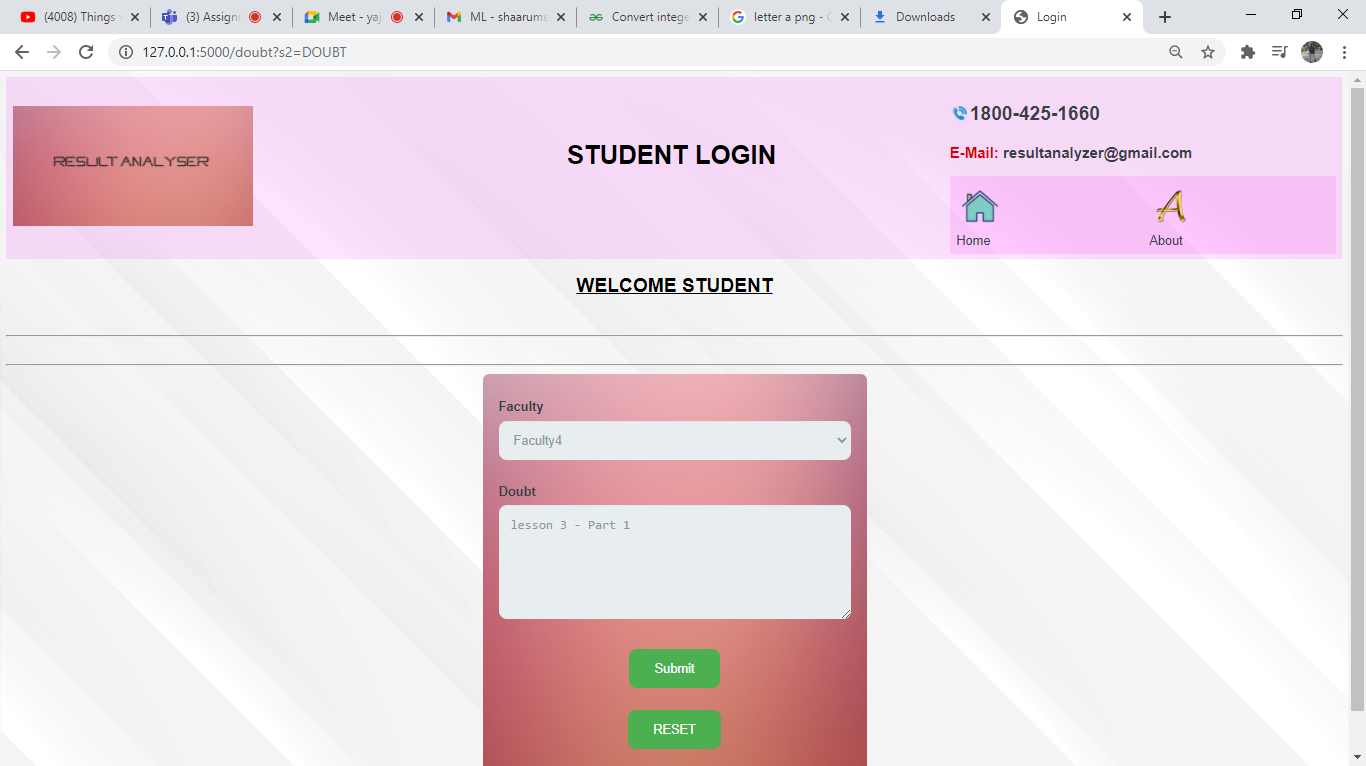 (4008) Things
(3) Assignr
Meet - yaj
ML - shaarume
Convert intege
letter a png - G
Downloads
Login
127.0.0.1:5000/doubt?s2=DOUBT
RESULT ANALYSER
STUDENT LOGIN
1800-425-1660
E-Mail: resultanalyzer@gmail.com
Home
About
WELCOME STUDENT
Faculty
Faculty4
Doubt
lesson 3 - Part 1
Submit
RESET